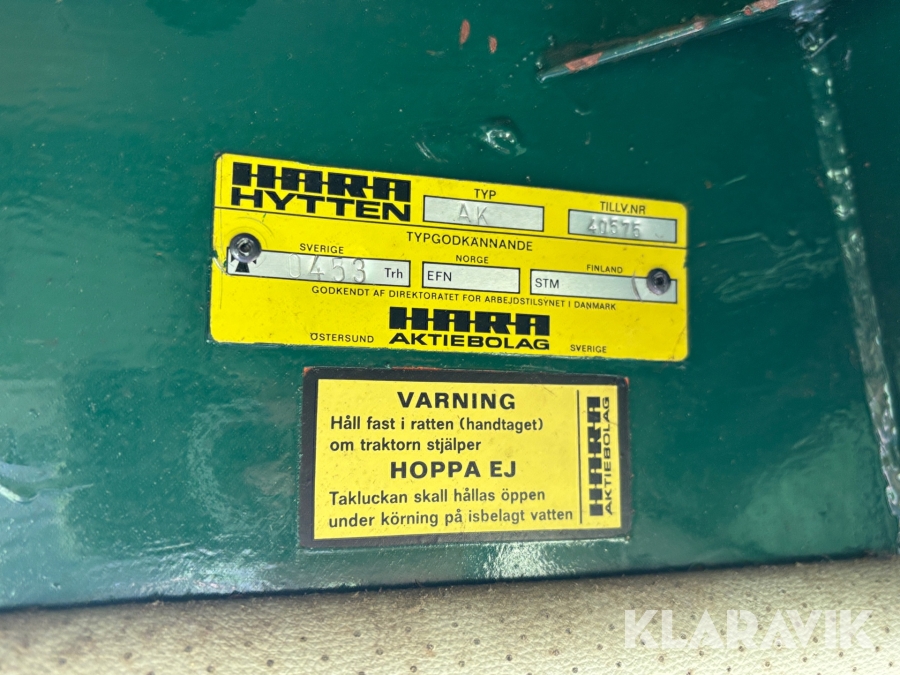 HARA
HYTTEN
TYP
AK
TILLV.NR
40575
TYPGODKÄNNANDE
SVERIGE
0463 Trh
NORGE
EFN
FINLAND
STM
GODKENDT AF DIREKTORATET FOR ARBEJDSTILSYNET I DANMARK
ÖSTERSUND
HARA
AKTIEBOLAG
SVERIGE
VARNING
Håll fast i ratten (handtaget)
om traktorn stjälper
HOPPA EJ
Takluckan skall hållas öppen
under körning på isbelagt vatten
HARA
AKTIEBOLAG
KLARAVIK